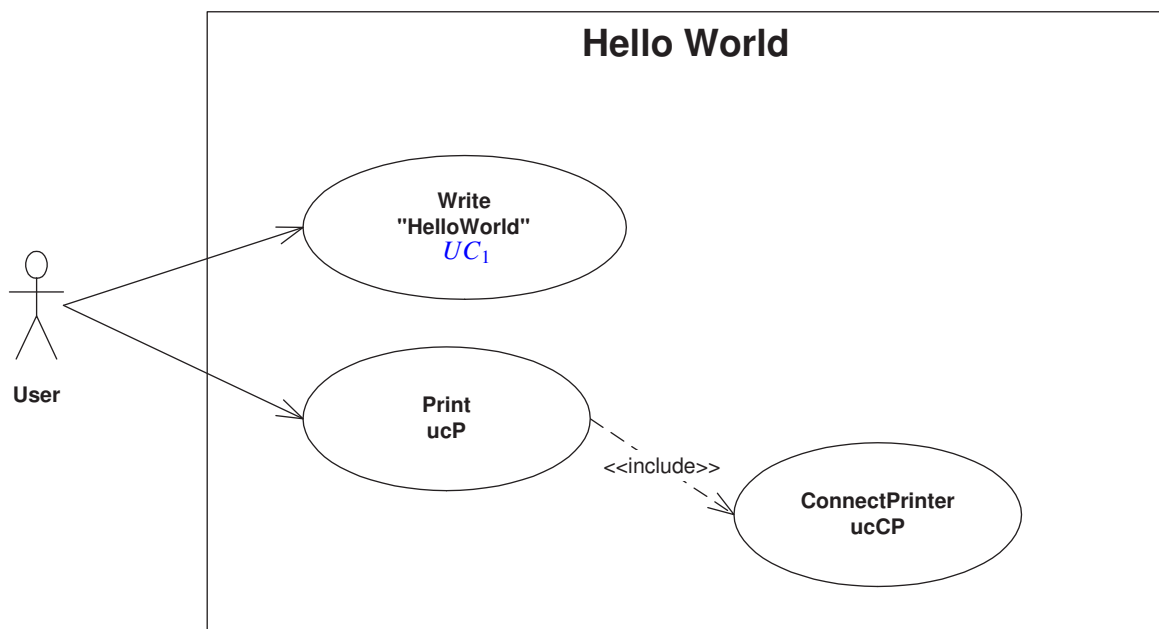 Hello World
Write
"HelloWorld"
UC₁
User
Print
ucP
<<include>>
ConnectPrinter
ucCP